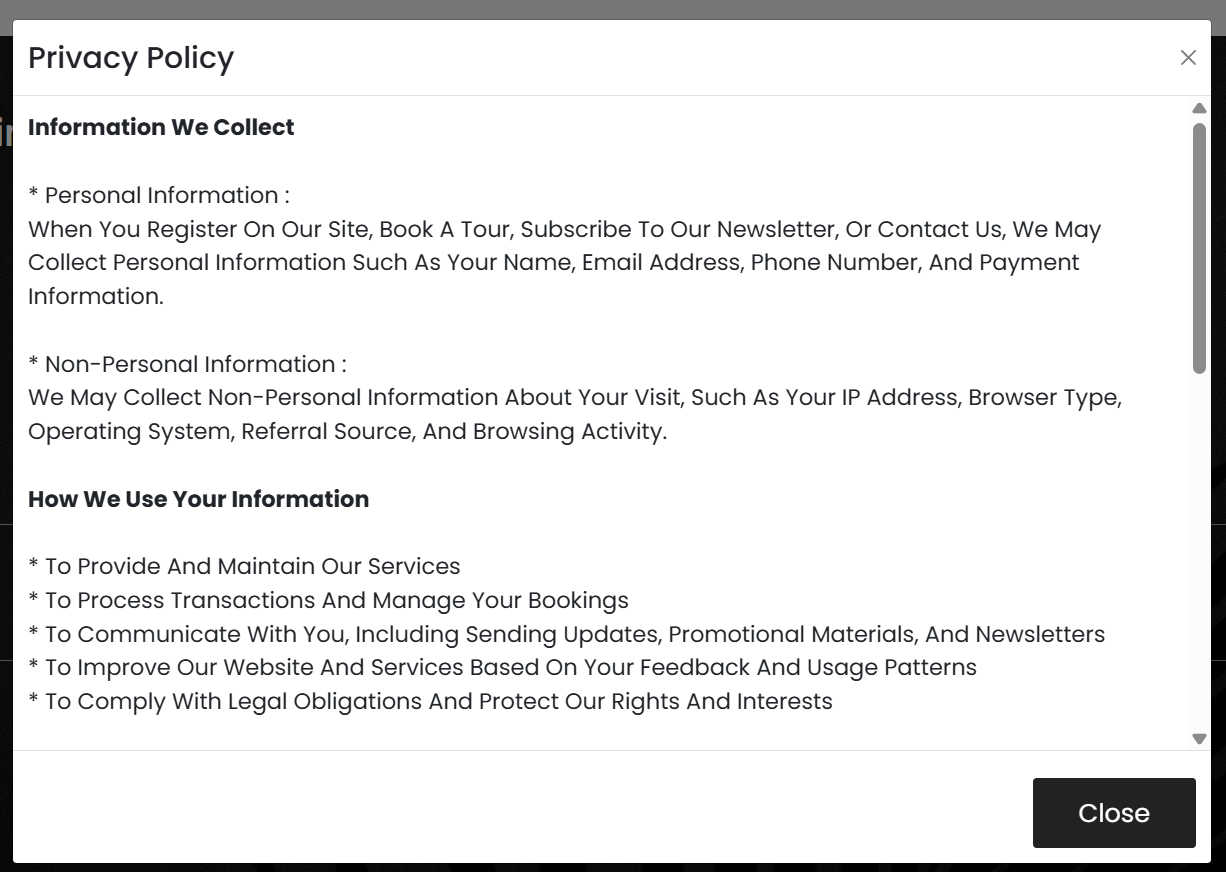 Privacy Policy
Information We Collect
* Personal Information :
When You Register On Our Site, Book A Tour, Subscribe To Our Newsletter, Or Contact Us, We May
Collect Personal Information Such As Your Name, Email Address, Phone Number, And Payment
Information.
* Non-Personal Information :
We May Collect Non-Personal Information About Your Visit, Such As Your IP Address, Browser Type,
Operating System, Referral Source, And Browsing Activity.
How We Use Your Information
* To Provide And Maintain Our Services
* To Process Transactions And Manage Your Bookings
* To Communicate With You, Including Sending Updates, Promotional Materials, And Newsletters
* To Improve Our Website And Services Based On Your Feedback And Usage Patterns
* To Comply With Legal Obligations And Protect Our Rights And Interests
Close